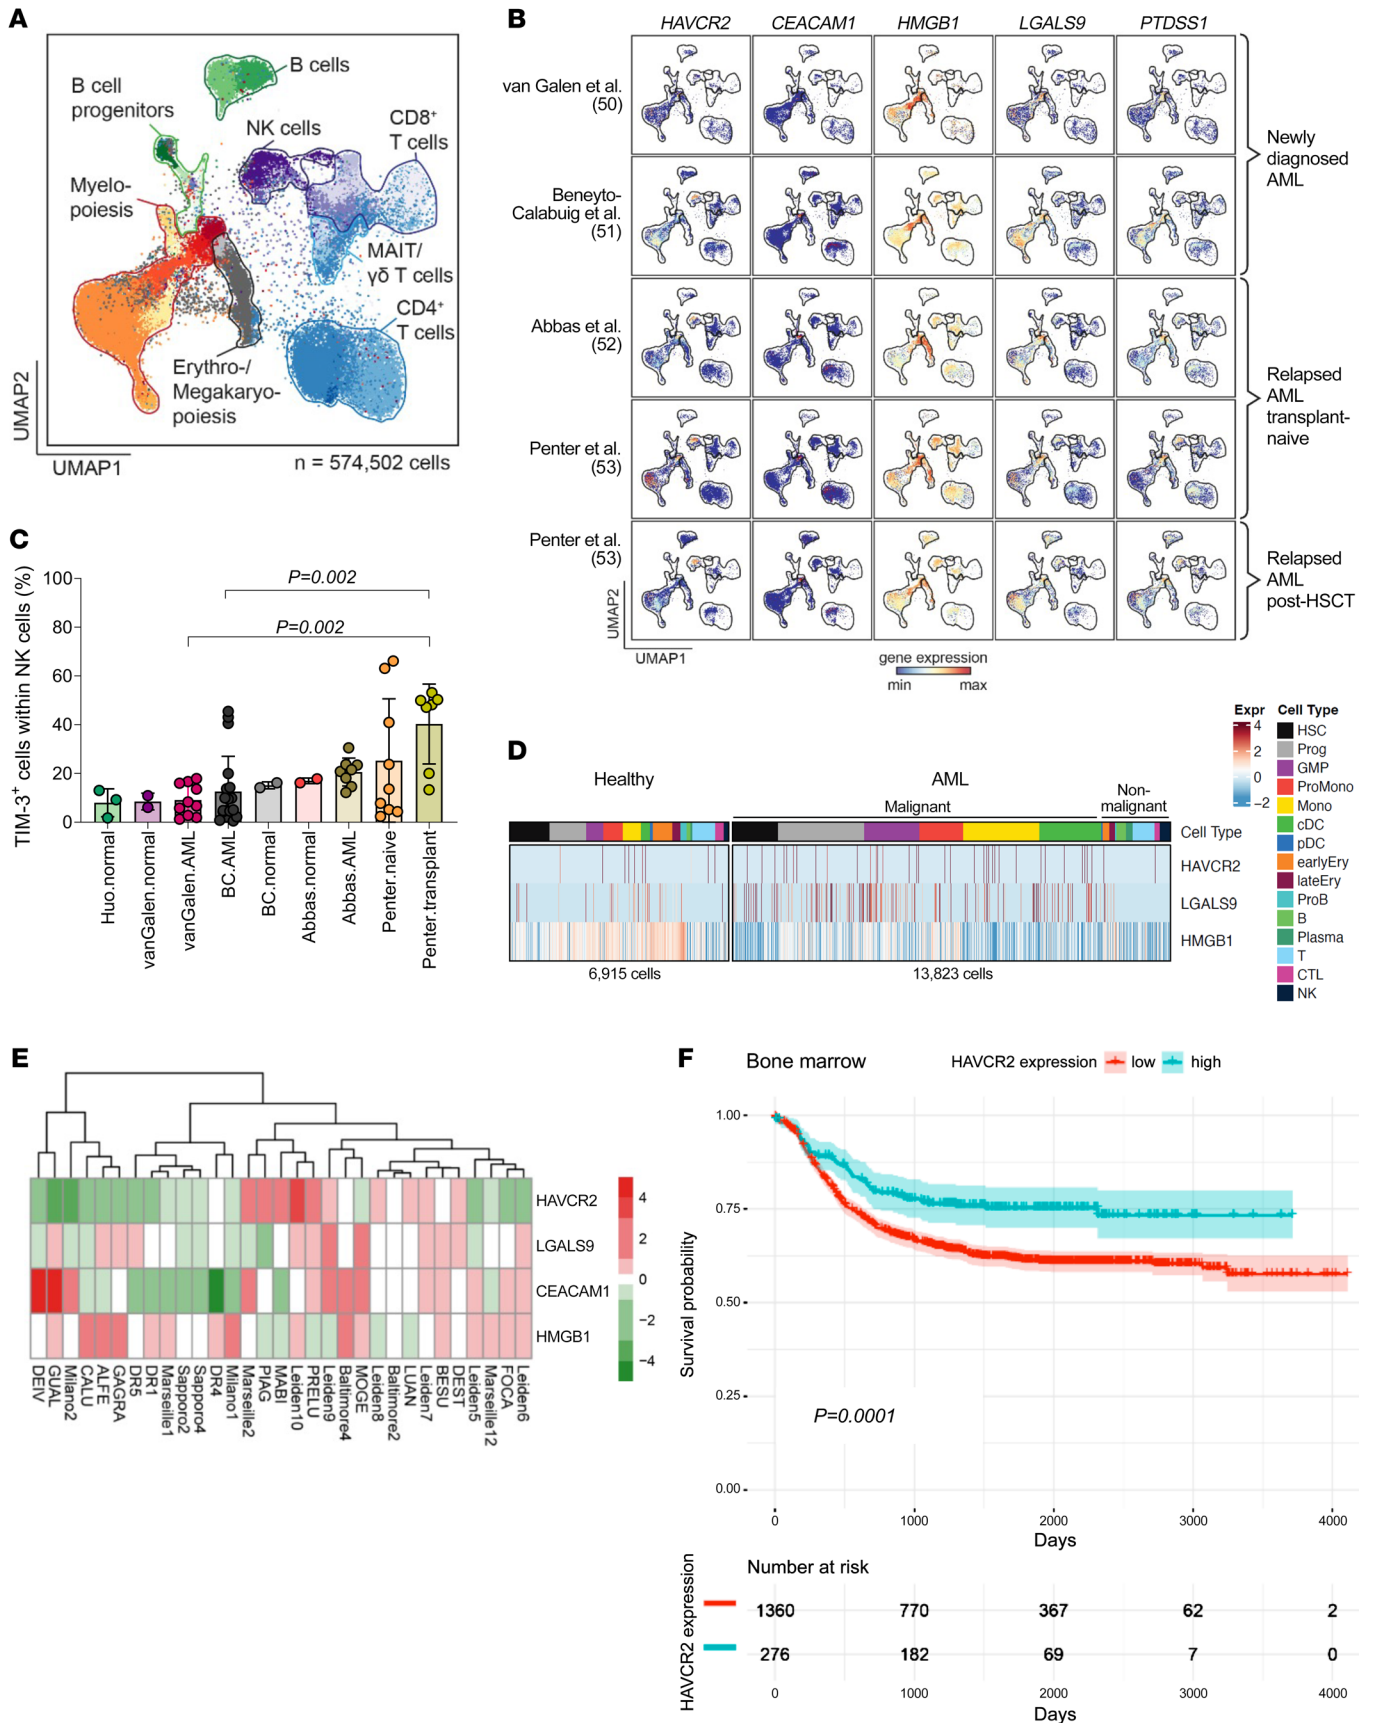 A
B cells
B cell
progenitors
NK cells
CD8+
T cells
Myelo-
poiesis
MAIT/
γδ T cells
CD4+
T cells
Erythro-/
Megakaryo-
poiesis
UMAP2
UMAP1
n = 574,502 cells
B
HAVCR2 CEACAM1 HMGB1 LGALS9 PTDSS1
van Galen et al.
(50)
Newly
diagnosed
AML
Beneyto-
Calabuig et al.
(51)
Abbas et al.
(52)
Relapsed
AML
transplant-
naive
Penter et al.
(53)
Penter et al.
(53)
Relapsed
AML
post-HSCT
UMAP2
UMAP1
gene expression
min max
C
TIM-3+ cells within NK cells (%)
100
80
60
40
20
0
P=0.002
P=0.002
Huo.normal
vanGalen.normal
vanGalen.AML
BC.AML
BC.normal
Abbas.normal
Abbas.AML
Penter.naive
Penter.transplant
D
Healthy
AML
Malignant
Non-
malignant
Cell Type
HAVCR2
LGALS9
HMGB1
6,915 cells
13,823 cells
Expr
4
2
0
−2
Cell Type
HSC
Prog
GMP
ProMono
Mono
cDC
pDC
earlyEry
lateEry
ProB
B
Plasma
T
CTL
NK
E
HAVCR2
LGALS9
CEACAM1
HMGB1
4
2
0
−2
−4
DEIV
GUAL
Milano2
CALU
ALFE
GAGRA
DR5
DR1
Marseille1
Sapporo2
Sapporo4
DR4
Milano1
Marseille2
PIAG
MABI
Leiden10
PRELU
Leiden9
Baltimore4
MOGE
Leiden8
Baltimore2
LUAN
Leiden7
BESU
DEST
Leiden5
Marseille12
FOCA
Leiden6
F
Bone marrow
HAVCR2 expression low high
Survival probability
1.00
0.75
0.50
0.25
0.00
P=0.0001
0 1000 2000 3000 4000
Days
Number at risk
HAVCR2 expression
1360 770 367 62 2
276 182 69 7 0
0 1000 2000 3000 4000
Days